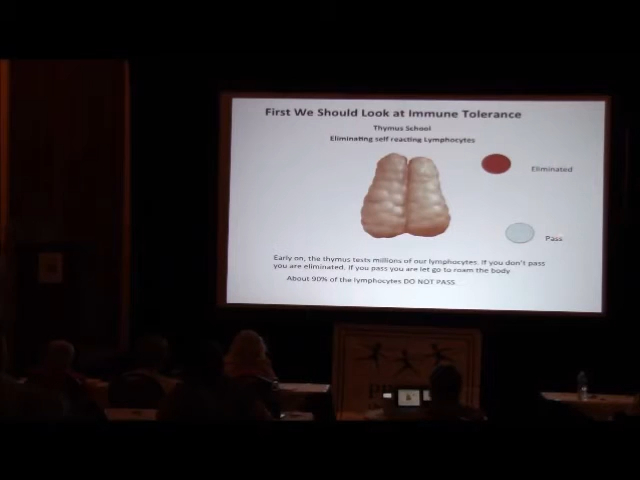 First We Should Look at Immune Tolerance
Thymus School
Eliminating self reacting Lymphocytes
Eliminated
Pass
Early on, the thymus tests millions of our lymphocytes. If you don't pass
you are eliminated. If you pass you are let go to roam the body
About 90% of the lymphocytes DO NOT PASS.